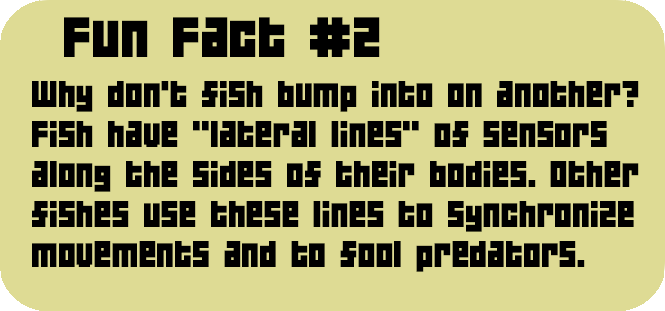 Fun Fact #2
Why don't fish bump into on another?
Fish have "lateral lines" of sensors
along the sides of their bodies. Other
fishes use these lines to synchronize
movements and to fool predators.